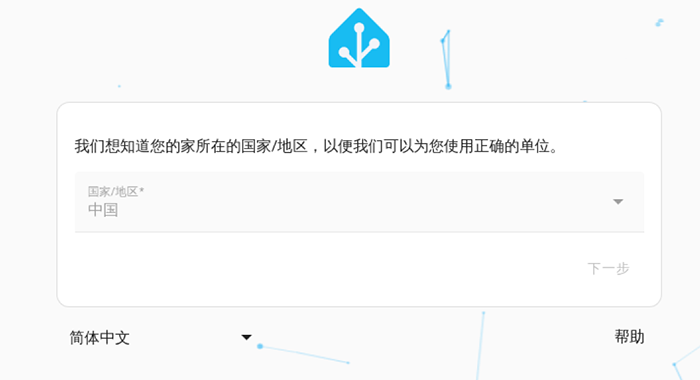 我们想知道您的家所在的国家/地区，以便我们可以为您使用正确的单位。
国家/地区*
中国
下一步
简体中文
帮助